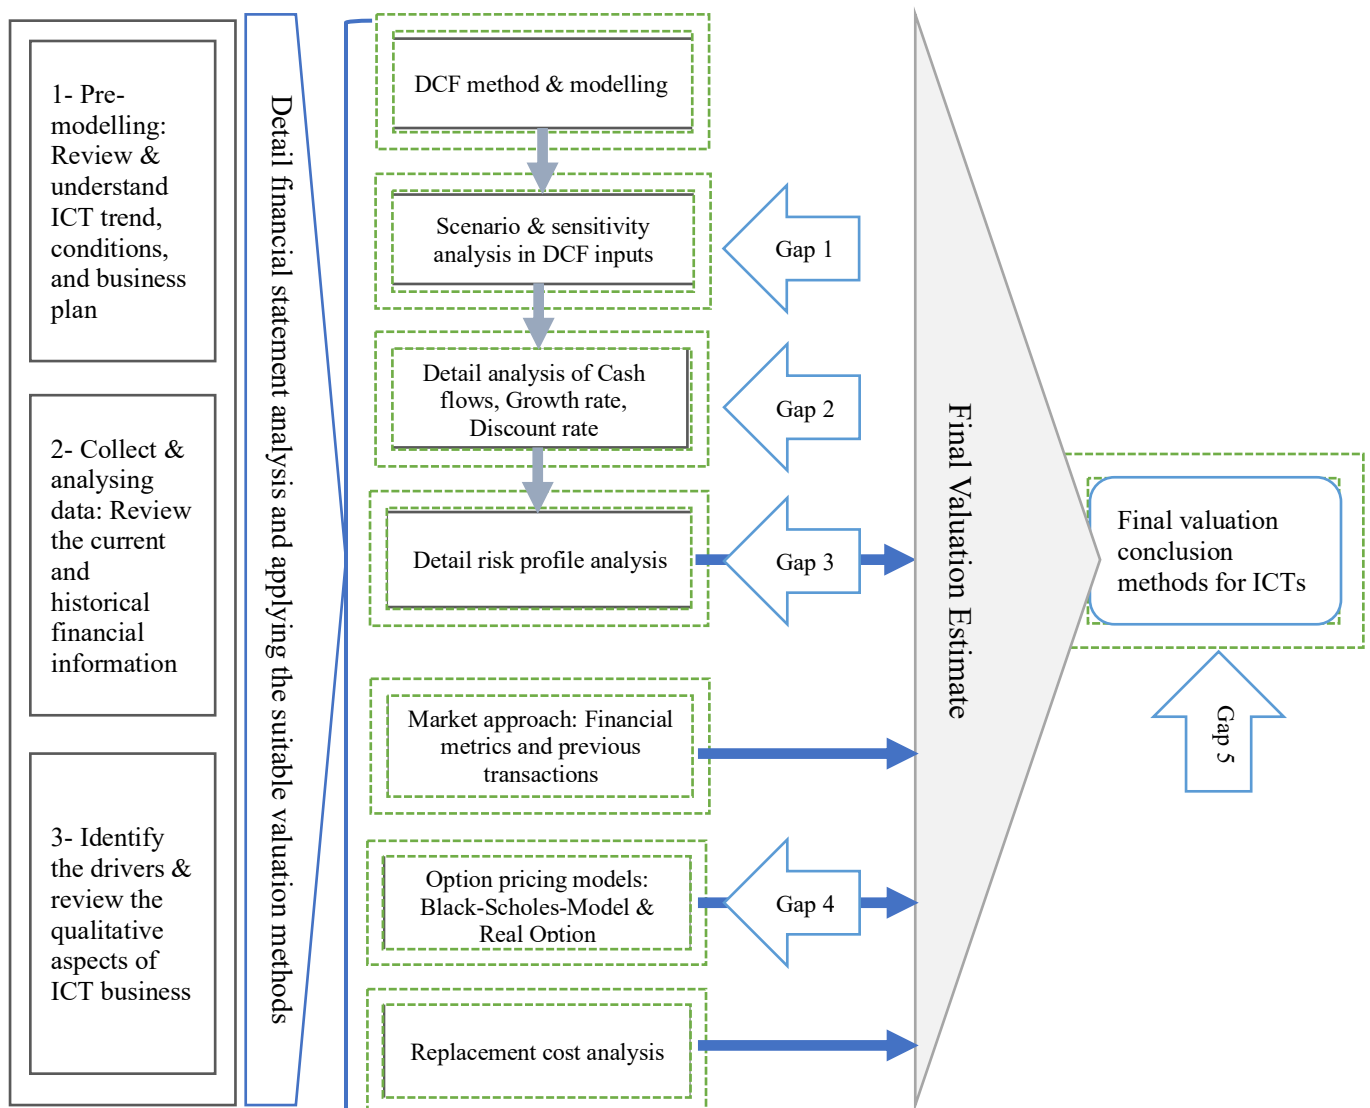 1- Pre-
modelling:
Review &
understand
ICT trend,
conditions,
and business
plan
2- Collect &
analysing
data: Review
the current
and
historical
financial
information
3- Identify
the drivers &
review the
qualitative
aspects of
ICT business
Detail financial statement analysis and applying the suitable valuation methods
DCF method & modelling
Scenario & sensitivity
analysis in DCF inputs
Gap 1
Detail analysis of Cash
flows, Growth rate,
Discount rate
Gap 2
Detail risk profile analysis
Gap 3
Market approach: Financial
metrics and previous
transactions
Option pricing models:
Black-Scholes-Model &
Real Option
Gap 4
Replacement cost analysis
Final Valuation Estimate
Final valuation
conclusion
methods for ICTs
Gap 5